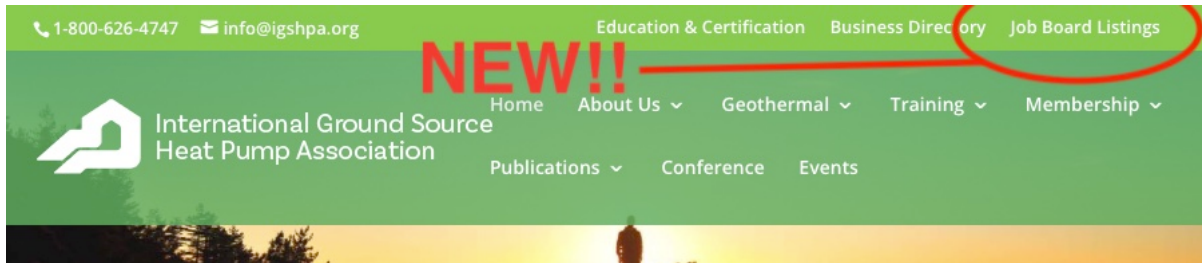 1-800-626-4747 info@igshpa.org Education & Certification Business Directory Job Board Listings
NEW!!
Home About Us Geothermal Training Membership
International Ground Source
Heat Pump Association
Publications Conference Events